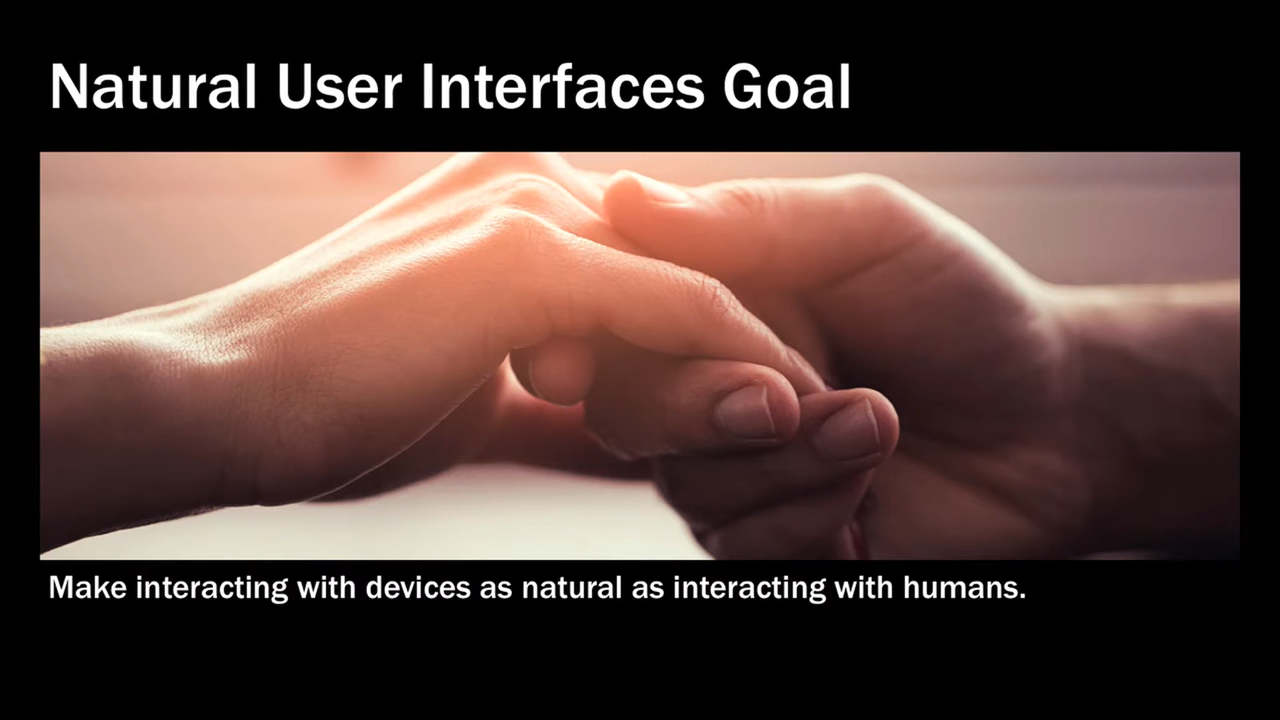 Natural User Interfaces Goal
Make interacting with devices as natural as interacting with humans.